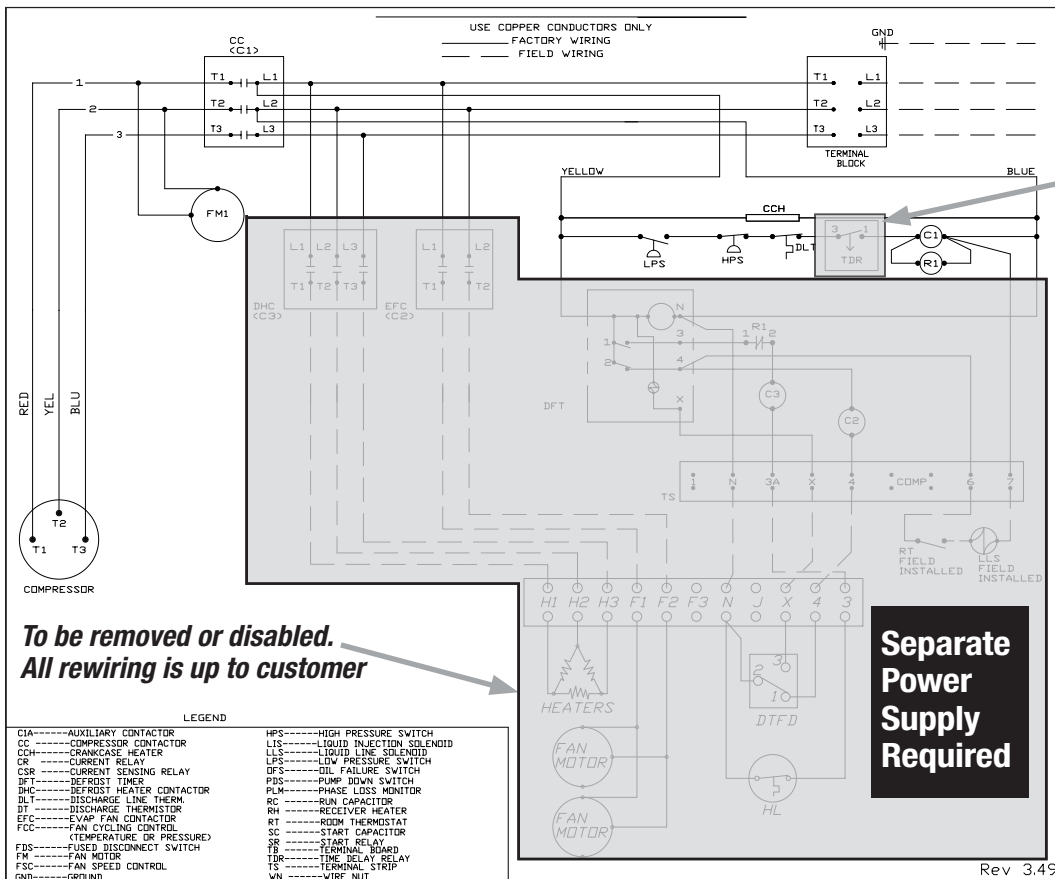 USE COPPER CONDUCTORS ONLY
FACTORY WIRING
FIELD WIRING
CC
(C1)
GND
T1 L1
T2 L2
T3 L3
1
2
3
T1 L1
T2 L2
T3 L3
TERMINAL
BLOCK
YELLOW
BLUE
FM1
CCH
LPS
HPS
DLT
3 1
TDR
C1
R1
L1 L2 L3
T1 T2 T3
DHC
(C3)
L1 L2
T1 T2
EFC
(C2)
N
3
1
2
4
X
DFT
R1
1 2
C3
C2
RED
YEL
BLU
TS
1 N 3A X 4 COMP 6 7
RT
FIELD
INSTALLED
LLS
FIELD
INSTALLED
T2
T1 T3
COMPRESSOR
H1 H2 H3 F1 F2 F3 N J X 4 3
HEATERS
3
2
1
DTFD
FAN
MOTOR
FAN
MOTOR
HL
To be removed or disabled.
All rewiring is up to customer
Separate
Power
Supply
Required
LEGEND
C1A------AUXILIARY CONTACTOR
CC ------COMPRESSOR CONTACTOR
CCH------CRANKCASE HEATER
CR ------CURRENT RELAY
CSR ------CURRENT SENSING RELAY
DFT------DEFROST TIMER
DHC------DEFROST HEATER CONTACTOR
DLT------DISCHARGE LINE THERM.
DT ------DISCHARGE THERMISTOR
EFC------EVAP FAN CONTACTOR
FCC------FAN CYCLING CONTROL
(TEMPERATURE OR PRESSURE)
FDS------FUSED DISCONNECT SWITCH
FM ------FAN MOTOR
FSC------FAN SPEED CONTROL
GND------GROUND
HPS------HIGH PRESSURE SWITCH
LIS------LIQUID INJECTION SOLENOID
LLS------LIQUID LINE SOLENOID
LPS------LOW PRESSURE SWITCH
OFS------OIL FAILURE SWITCH
PDS------PUMP DOWN SWITCH
PLM------PHASE LOSS MONITOR
RC ------RUN CAPACITOR
RH ------RECEIVER HEATER
RT ------ROOM THERMOSTAT
SC ------START CAPACITOR
SR ------START RELAY
TB ------TERMINAL BOARD
TDR------TIME DELAY RELAY
TS ------TERMINAL STRIP
WN ------WIRE NUT
Rev 3.49